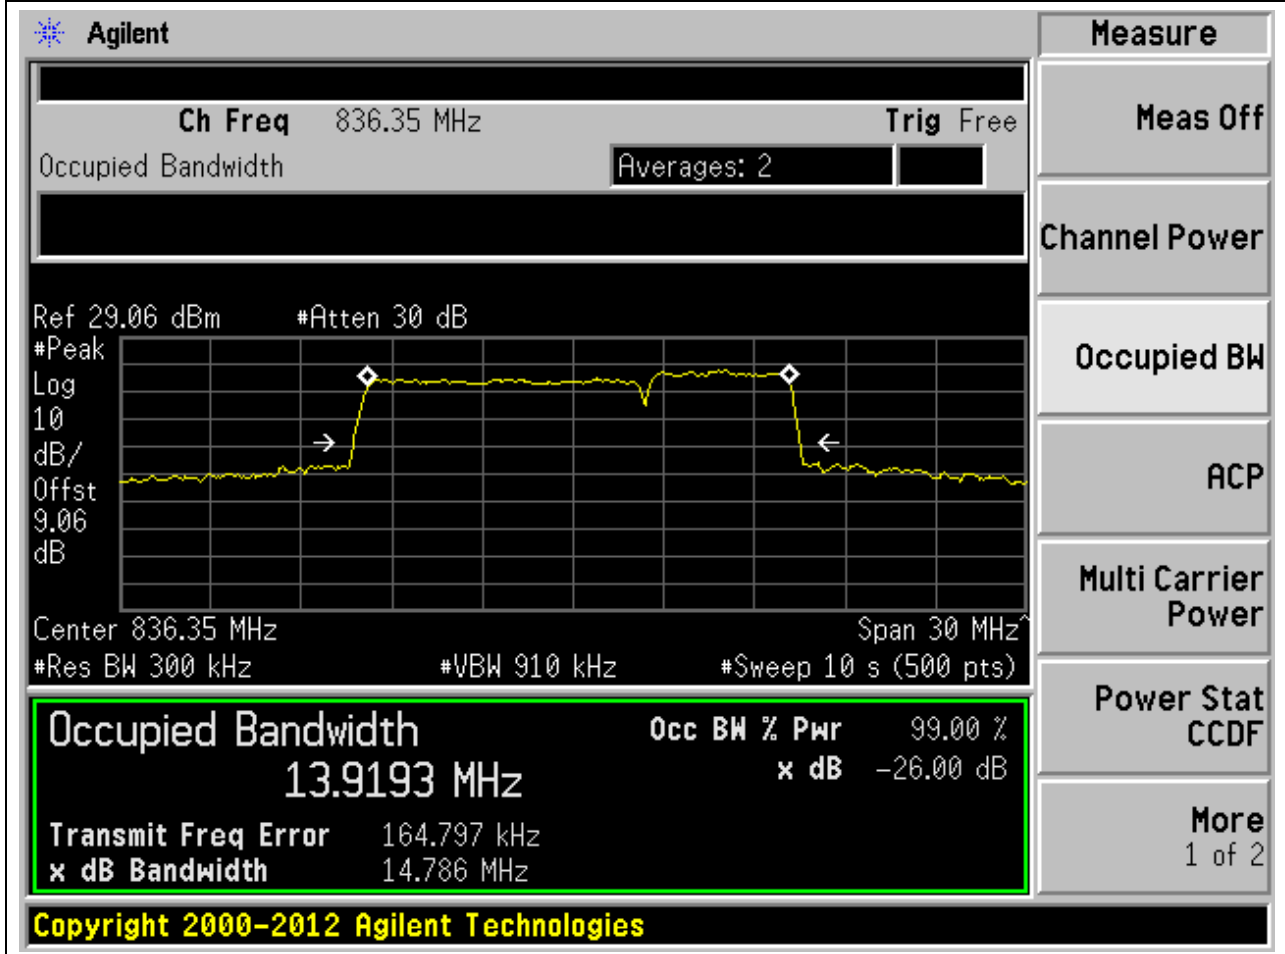 Agilent
Measure
Ch Freq 836.35 MHz Trig Free
Meas Off
Occupied Bandwidth Averages: 2
Channel Power
Ref 29.06 dBm #Atten 30 dB
#Peak
Log
10
dB/
Offst
9.06
dB
Occupied BW
ACP
Center 836.35 MHz Span 30 MHz^
#Res BW 300 kHz #VBW 910 kHz #Sweep 10 s (500 pts)
Multi Carrier
Power
Occupied Bandwidth Occ BW % Pwr 99.00 %
13.9193 MHz x dB -26.00 dB
Transmit Freq Error 164.797 kHz
x dB Bandwidth 14.786 MHz
Power Stat
CCDF
More
1 of 2
Copyright 2000-2012 Agilent Technologies